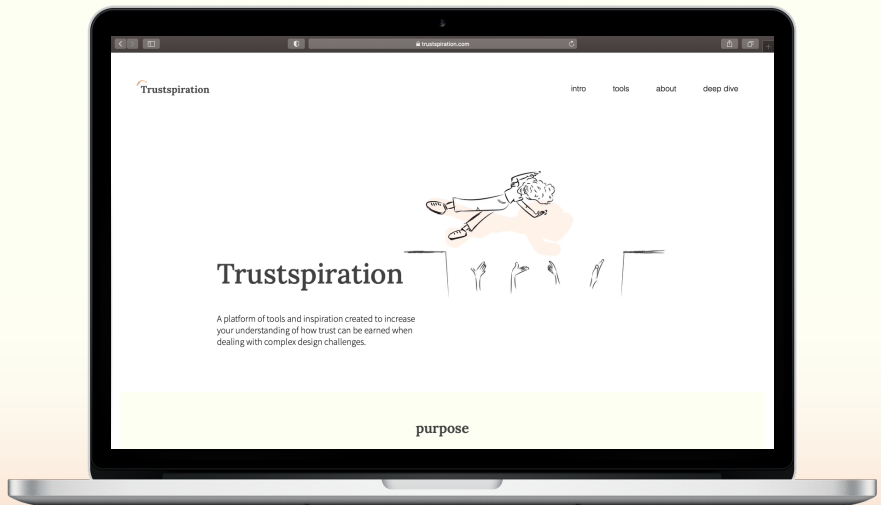 trustspiration.com
Trustspiration
intro tools about deep dive
Trustspiration
A platform of tools and inspiration created to increase
your understanding of how trust can be earned when
dealing with complex design challenges.
purpose